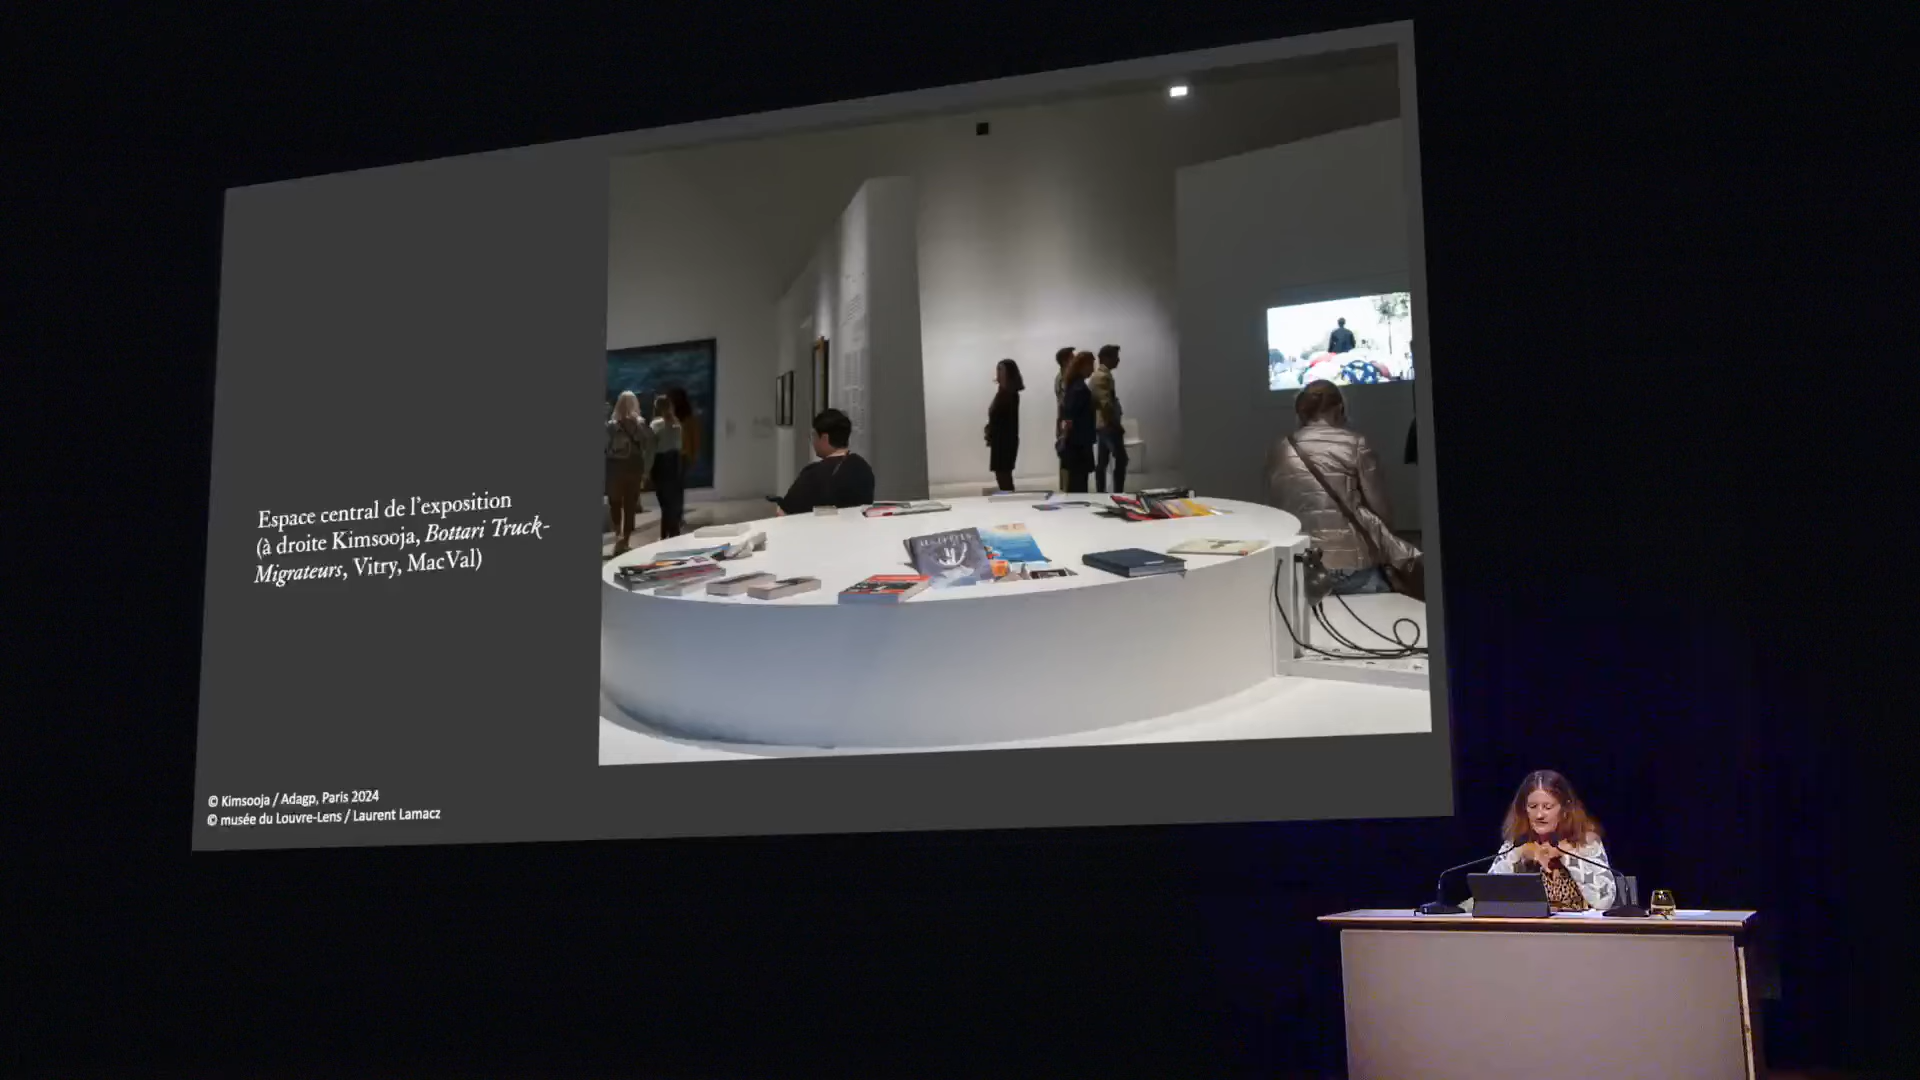 Espace central de l'exposition
(à droite Kimsooja, Bottari Truck-
Migrateurs, Vitry, MacVal)
© Kimsooja / Adagp, Paris 2024
© musée du Louvre-Lens / Laurent Lamacz